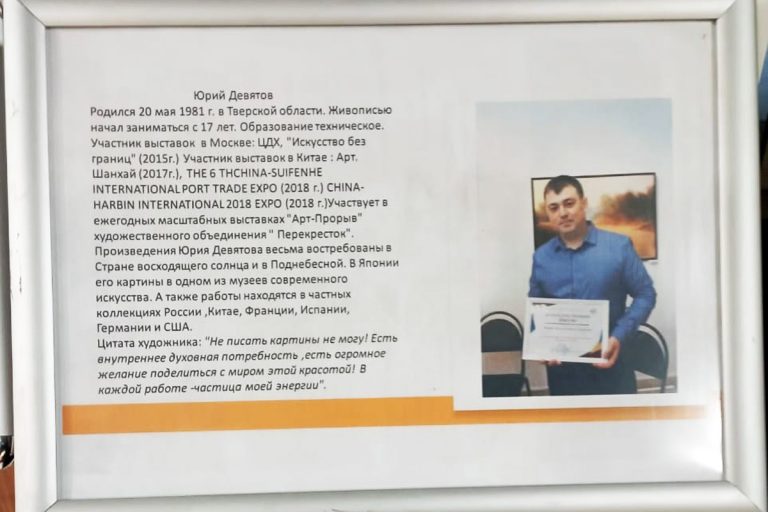 Юрий Девятов
Родился 20 мая 1981 г. в Тверской области. Живописью
начал заниматься с 17 лет. Образование техническое.
Участник выставок в Москве: ЦДХ, "Искусство без
границ" (2015г.) Участник выставок в Китае : Арт.
Шанхай (2017г.), THE 6 THCHINA-SUIFENHE
INTERNATIONAL PORT TRADE EXPO (2018 г.) CHINA-
HARBIN INTERNATIONAL 2018 EXPO (2018 г.)Участвует в
ежегодных масштабных выставках "Арт-Прорыв"
художественного объединения " Перекресток".
Произведения Юрия Девятова весьма востребованы в
Стране восходящего солнца и в Поднебесной. В Японии
его картины в одном из музеев современного
искусства. А также работы находятся в частных
коллекциях России ,Китае, Франции, Испании,
Германии и США.
Цитата художника: "Не писать картины не могу! Есть
внутреннее духовная потребность ,есть огромное
желание поделиться с миром этой красотой! В
каждой работе -частица моей энергии".